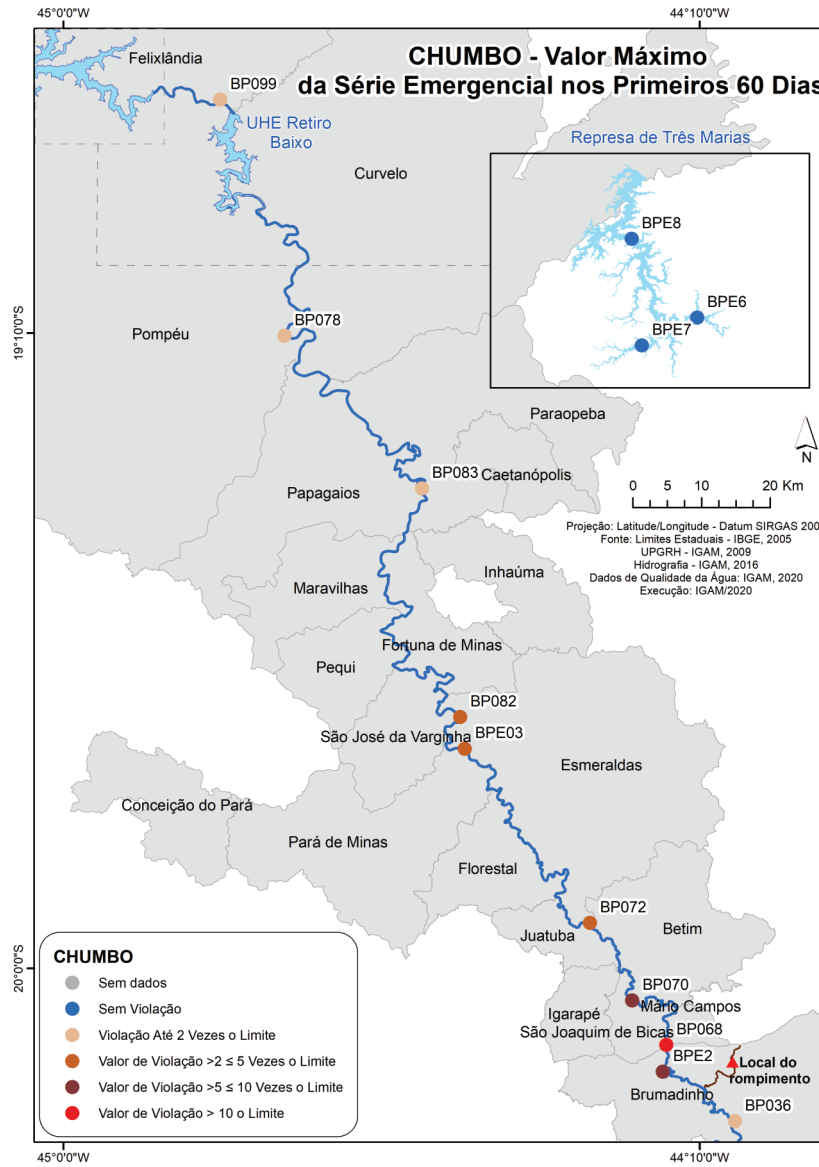 45°0'0"W
44°10'0"W
CHUMBO - Valor Máximo
da Série Emergencial nos Primeiros 60 Dias
Felixlândia
BP099
UHE Retiro
Baixo
Represa de Três Marias
Curvelo
BPE8
BPE6
BPE7
19°10'0"S
Pompéu
BP078
Paraopeba
N
BP083
Caetanópolis
Papagaios
0 5 10 20 Km
Projeção: Latitude/Longitude - Datum SIRGAS 200
Fonte: Limites Estaduais - IBGE, 2005
UPGRH - IGAM, 2009
Hidrografia - IGAM, 2016
Dados de Qualidade da Água: IGAM, 2020
Execução: IGAM/2020
Inhaúma
Maravilhas
Fortuna de Minas
Pequi
BP082
São José da Varginha
BPE03
Esmeraldas
Conceição do Pará
Pará de Minas
Florestal
BP072
Juatuba
Betim
20°0'0"S
BP070
Mário Campos
Igarapé
São Joaquim de Bicas
BP068
BPE2
Local do
rompimento
Brumadinho
BP036
CHUMBO
Sem dados
Sem Violação
Violação Até 2 Vezes o Limite
Valor de Violação >2 ≤ 5 Vezes o Limite
Valor de Violação >5 ≤ 10 Vezes o Limite
Valor de Violação > 10 o Limite
45°0'0"W
44°10'0"W